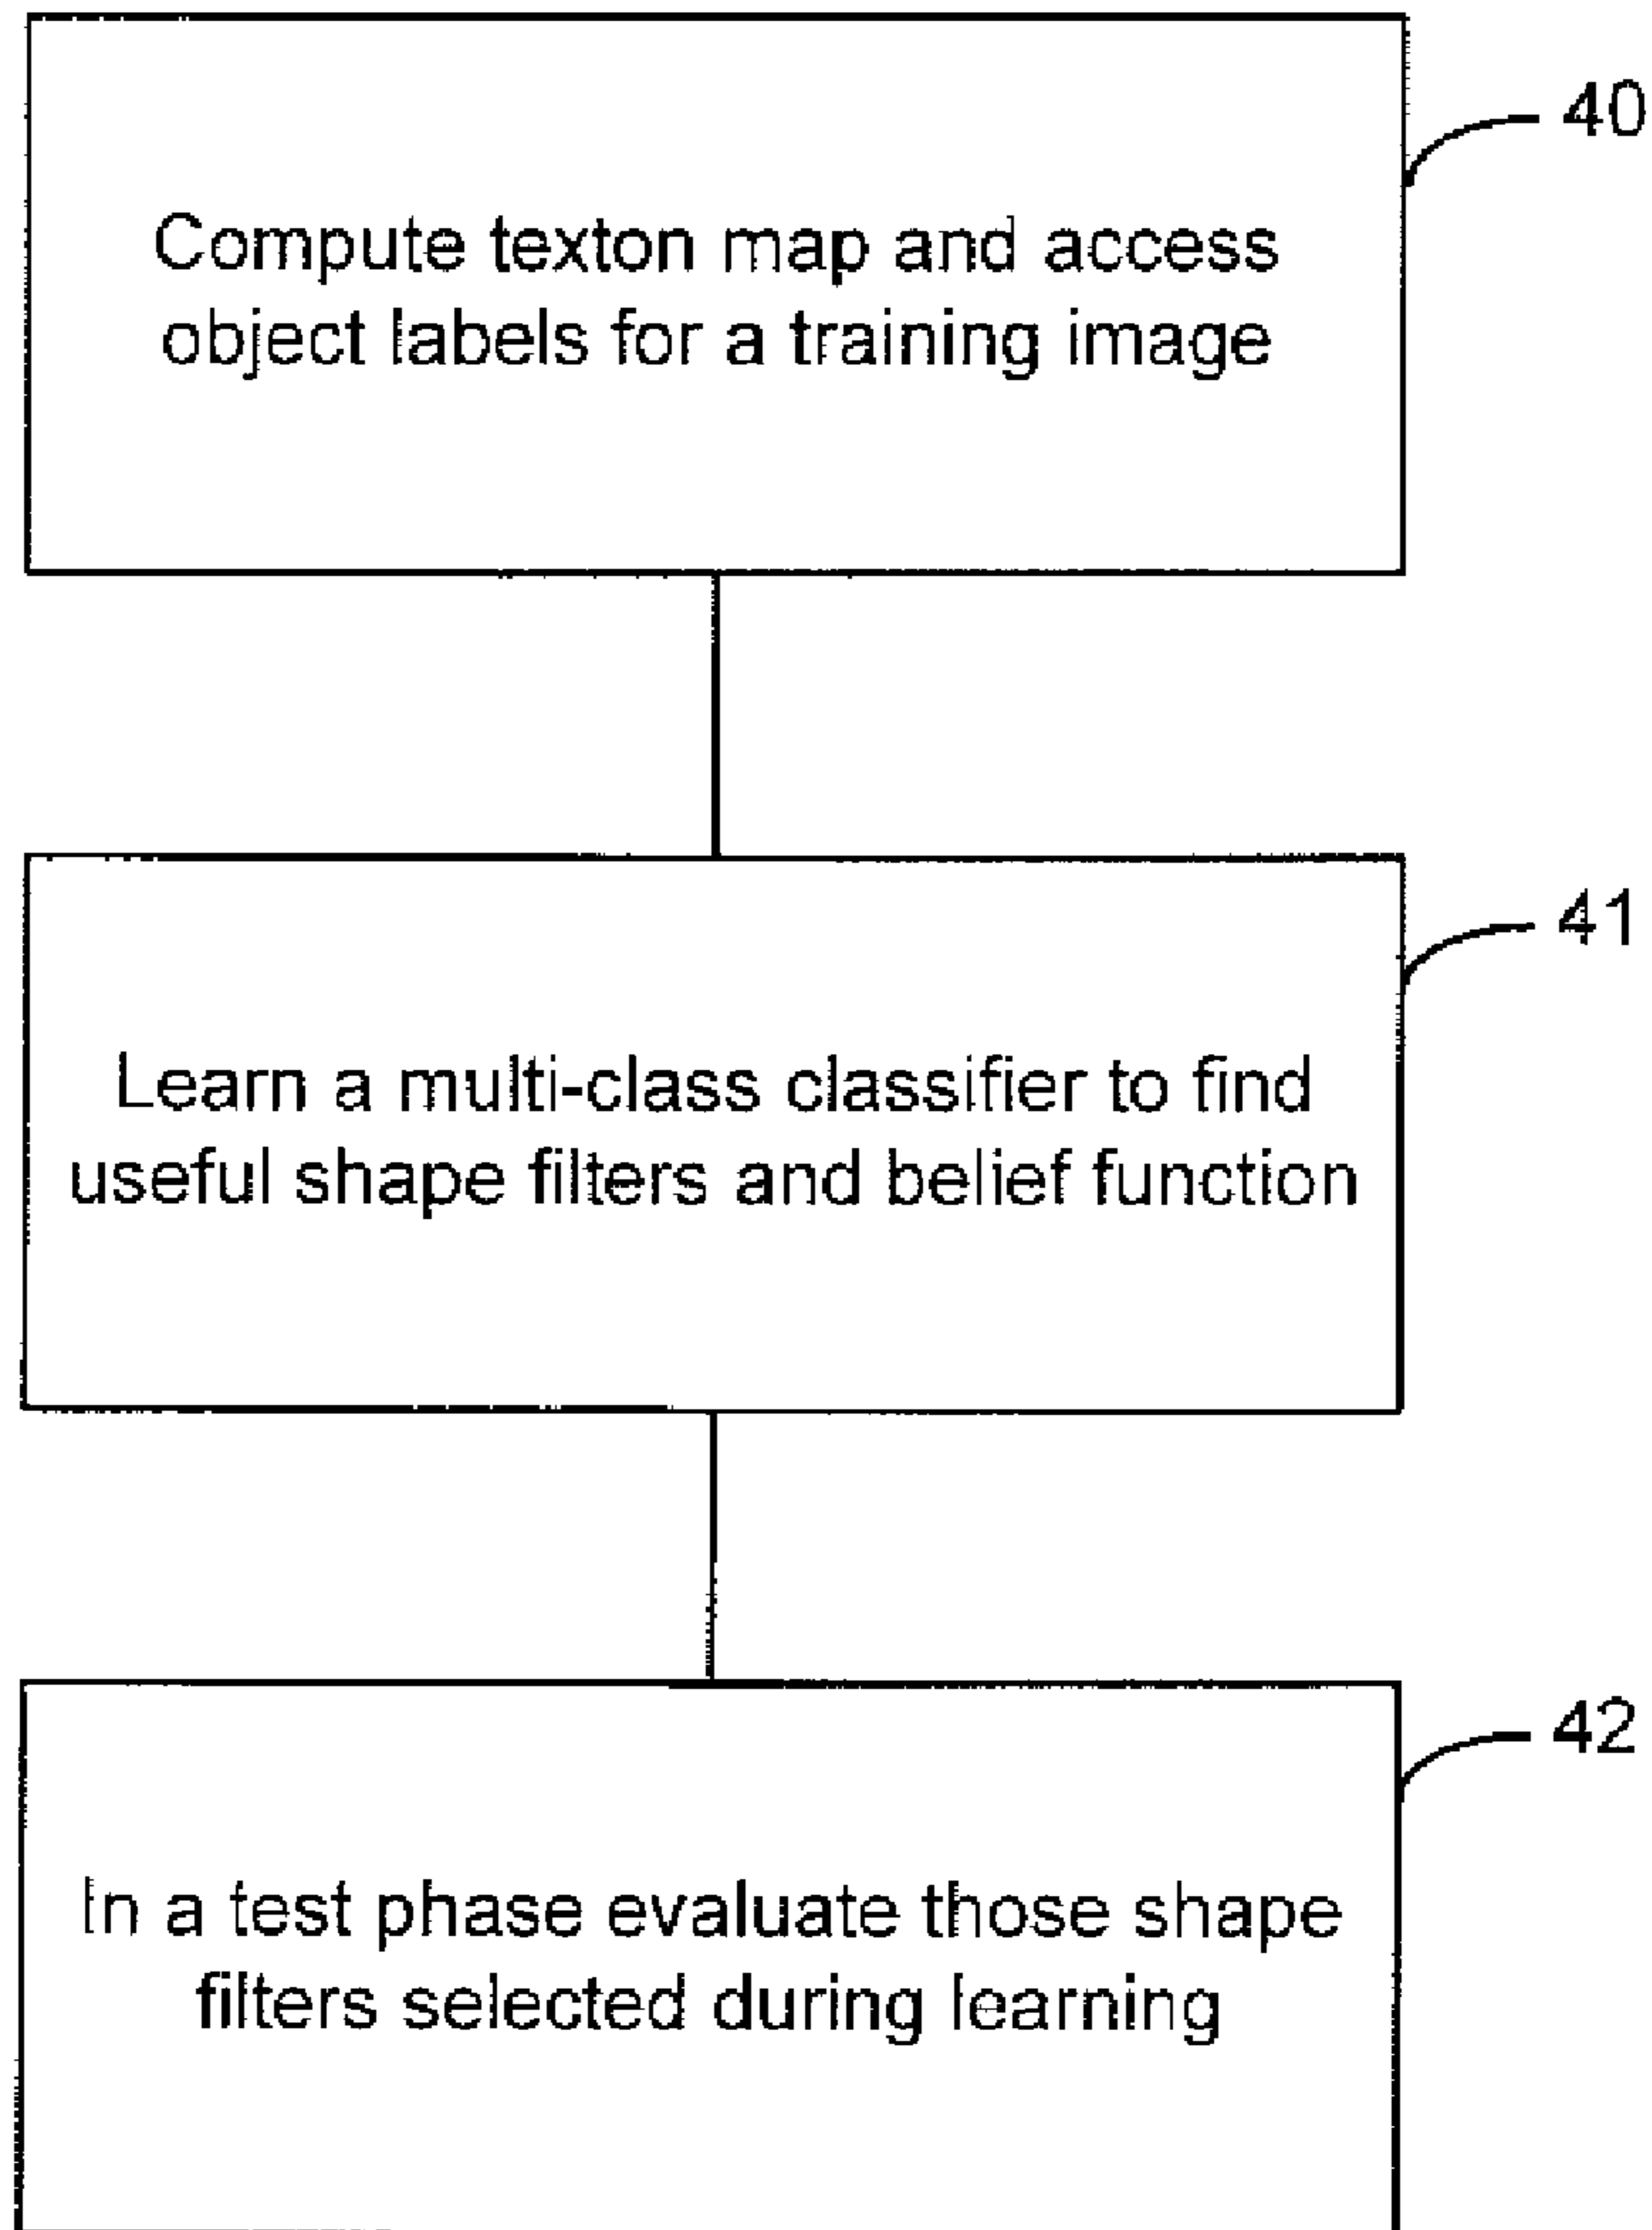 40
Compute texton map and access
object labels for a training image
41
Learn a multi-class classifier to find
useful shape filters and belief function
42
In a test phase evaluate those shape
filters selected during learning